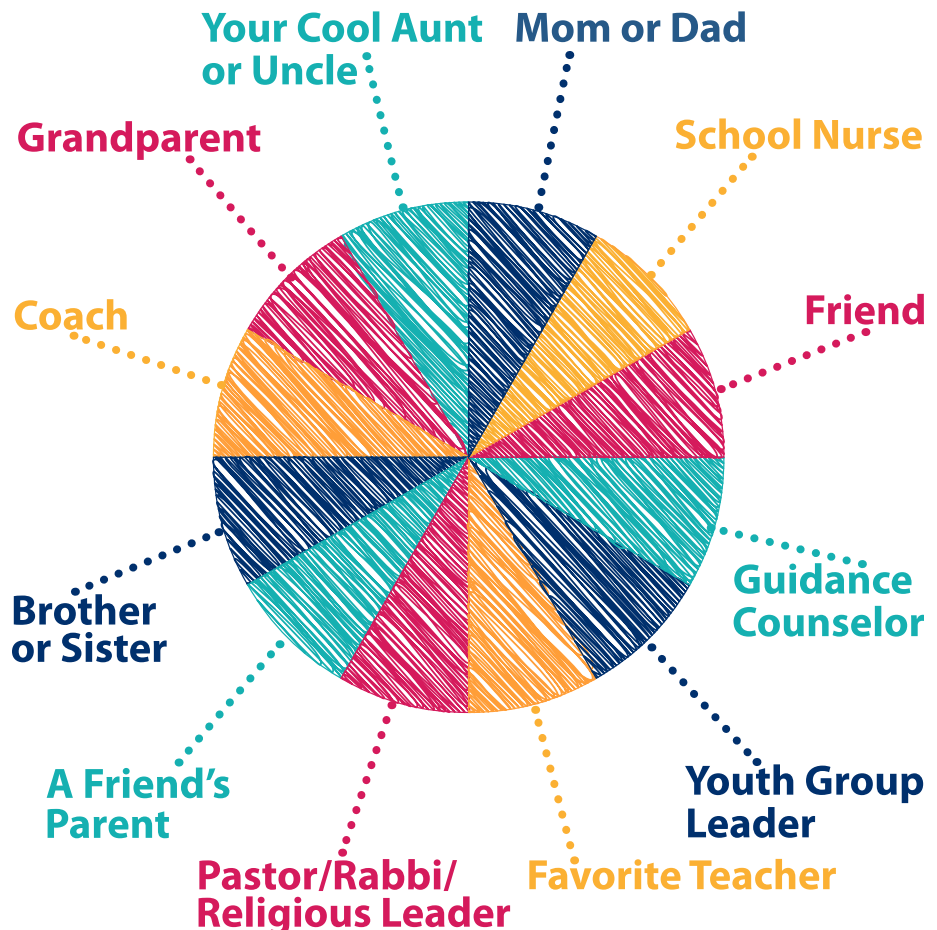 Your Cool Aunt
or Uncle
Mom or Dad
School Nurse
Grandparent
Coach
Friend
Guidance
Counselor
Brother
or Sister
A Friend’s
Parent
Youth Group
Leader
Pastor/Rabbi/
Religious Leader
Favorite Teacher